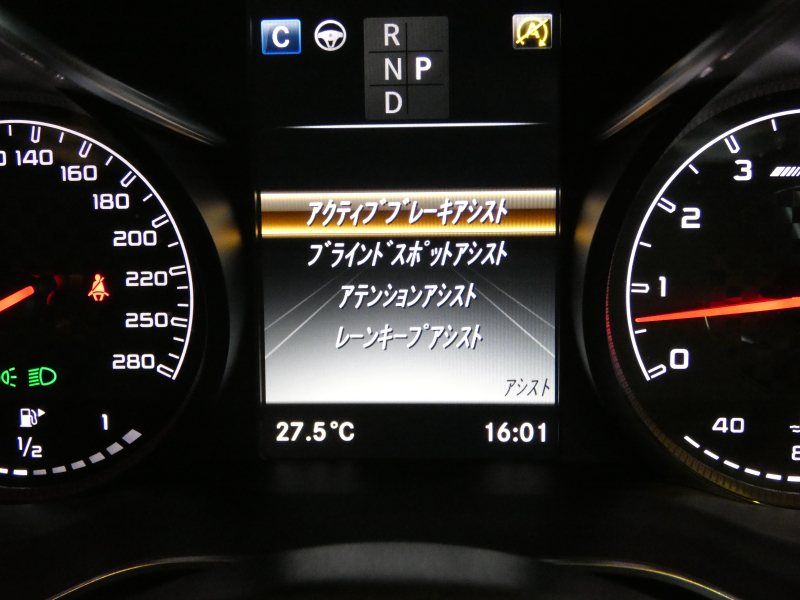 C
R
N P
D
アクティブブレーキアシスト
ブラインドスポットアシスト
アテンションアシスト
レーンキープアシスト
アシスト
27.5℃
16:01
140
160
180
200
220
250
280
1/2
1
3
2
1
0
40